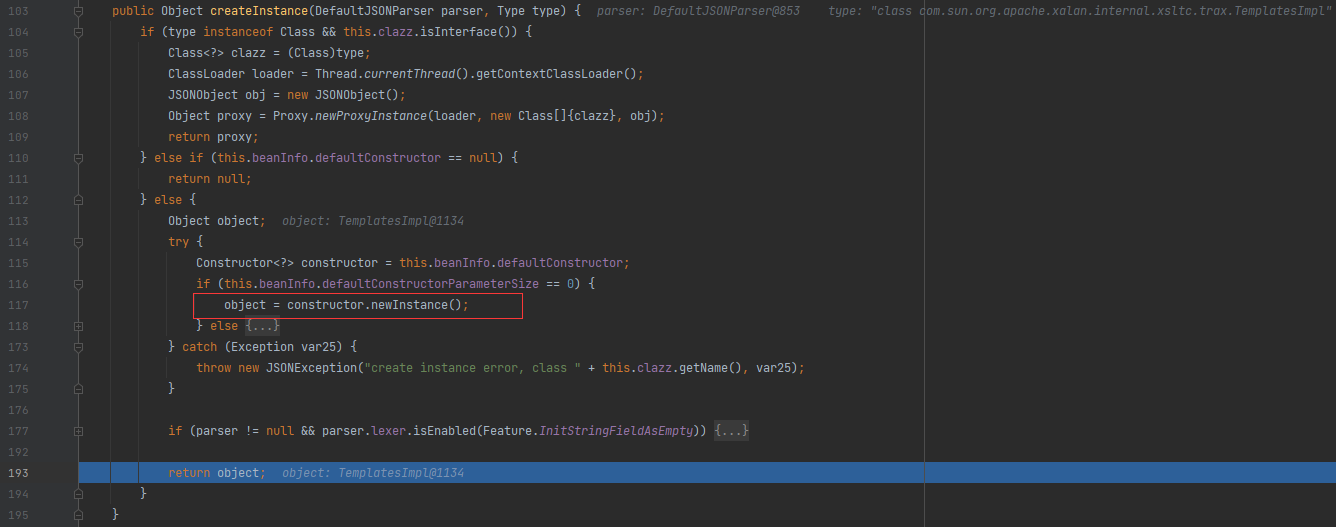 103 public Object createInstance(DefaultJSONParser parser, Type type) { parser: DefaultJSONParser@853 type: "class com.sun.org.apache.xalan.internal.xsltc.trax.TemplatesImpl"
104 if (type instanceof Class && this.clazz.isInterface()) {
105 Class<?> clazz = (Class)type;
106 ClassLoader loader = Thread.currentThread().getContextClassLoader();
107 JSONObject obj = new JSONObject();
108 Object proxy = Proxy.newProxyInstance(loader, new Class[]{clazz}, obj);
109 return proxy;
110 } else if (this.beanInfo.defaultConstructor == null) {
111 return null;
112 } else {
113 Object object; object: TemplatesImpl@1134
114 try {
115 Constructor<?> constructor = this.beanInfo.defaultConstructor;
116 if (this.beanInfo.defaultConstructorParameterSize == 0) {
117 object = constructor.newInstance();
118 } else {...}
173 } catch (Exception var25) {
174 throw new JSONException("create instance error, class " + this.clazz.getName(), var25);
175 }
176
177 if (parser != null && parser.lexer.isEnabled(Feature.InitStringFieldAsEmpty)) {...}
192
193 return object; object: TemplatesImpl@1134
194 }
195 }